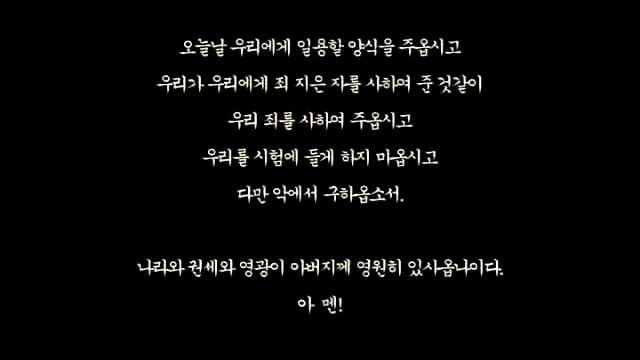 오늘날 우리에게 일용할 양식을 주옵시고
우리가 우리에게 죄 지은 자를 사하여 준 것같이
우리 죄를 사하여 주옵시고
우리를 시험에 들게 하지 마옵시고
다만 악에서 구하옵소서.
나라와 권세와 영광이 아버지께 영원히 있사옵나이다.
아 멘!